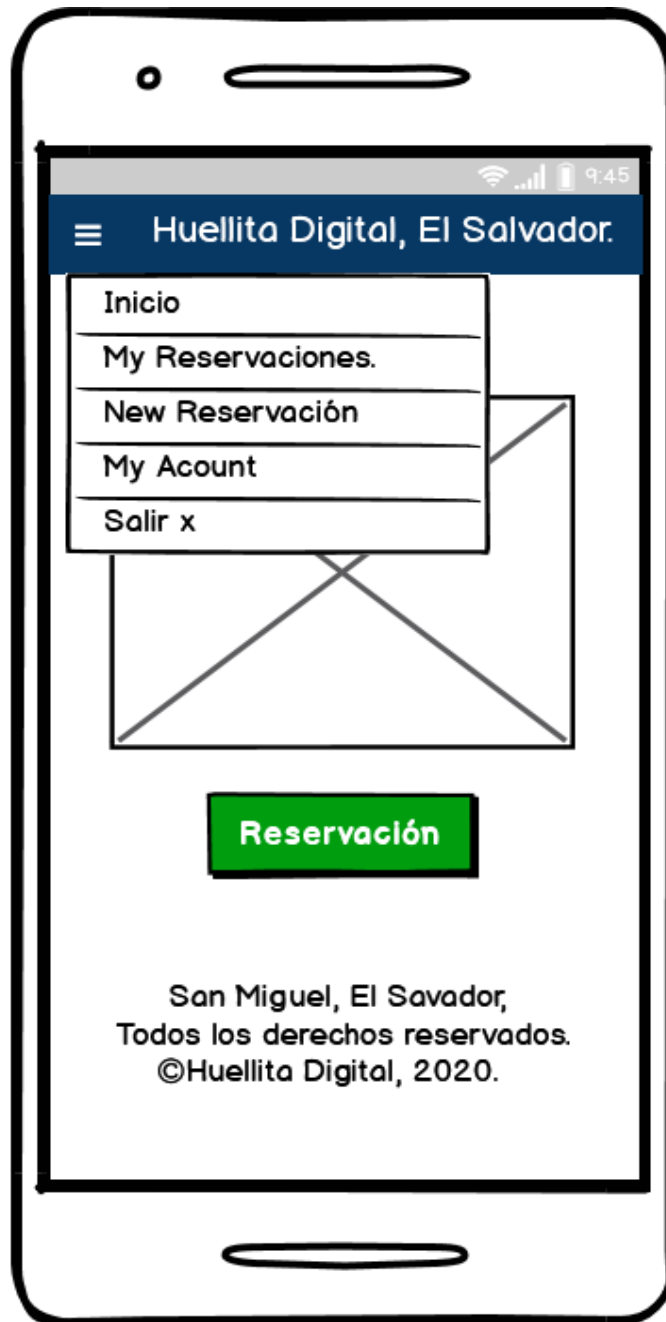 9:45
Huellita Digital, El Salvador.
Inicio
My Reservaciones.
New Reservación
My Acount
Salir x
Reservación
San Miguel, El Savador,
Todos los derechos reservados.
©Huellita Digital, 2020.